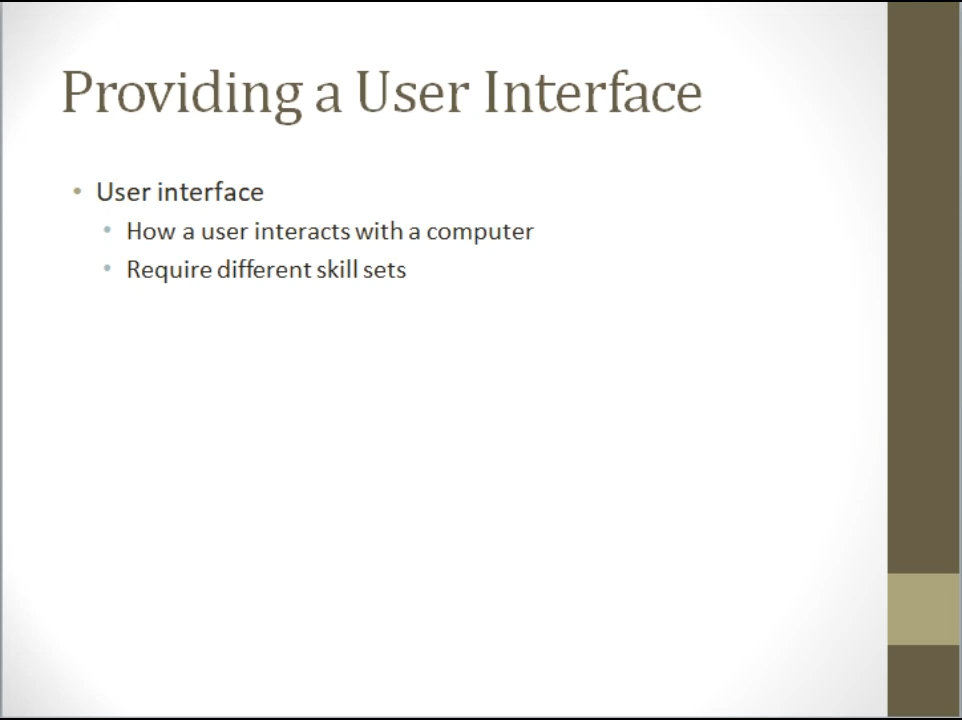 Providing a User Interface
• User interface
• How a user interacts with a computer
• Require different skill sets